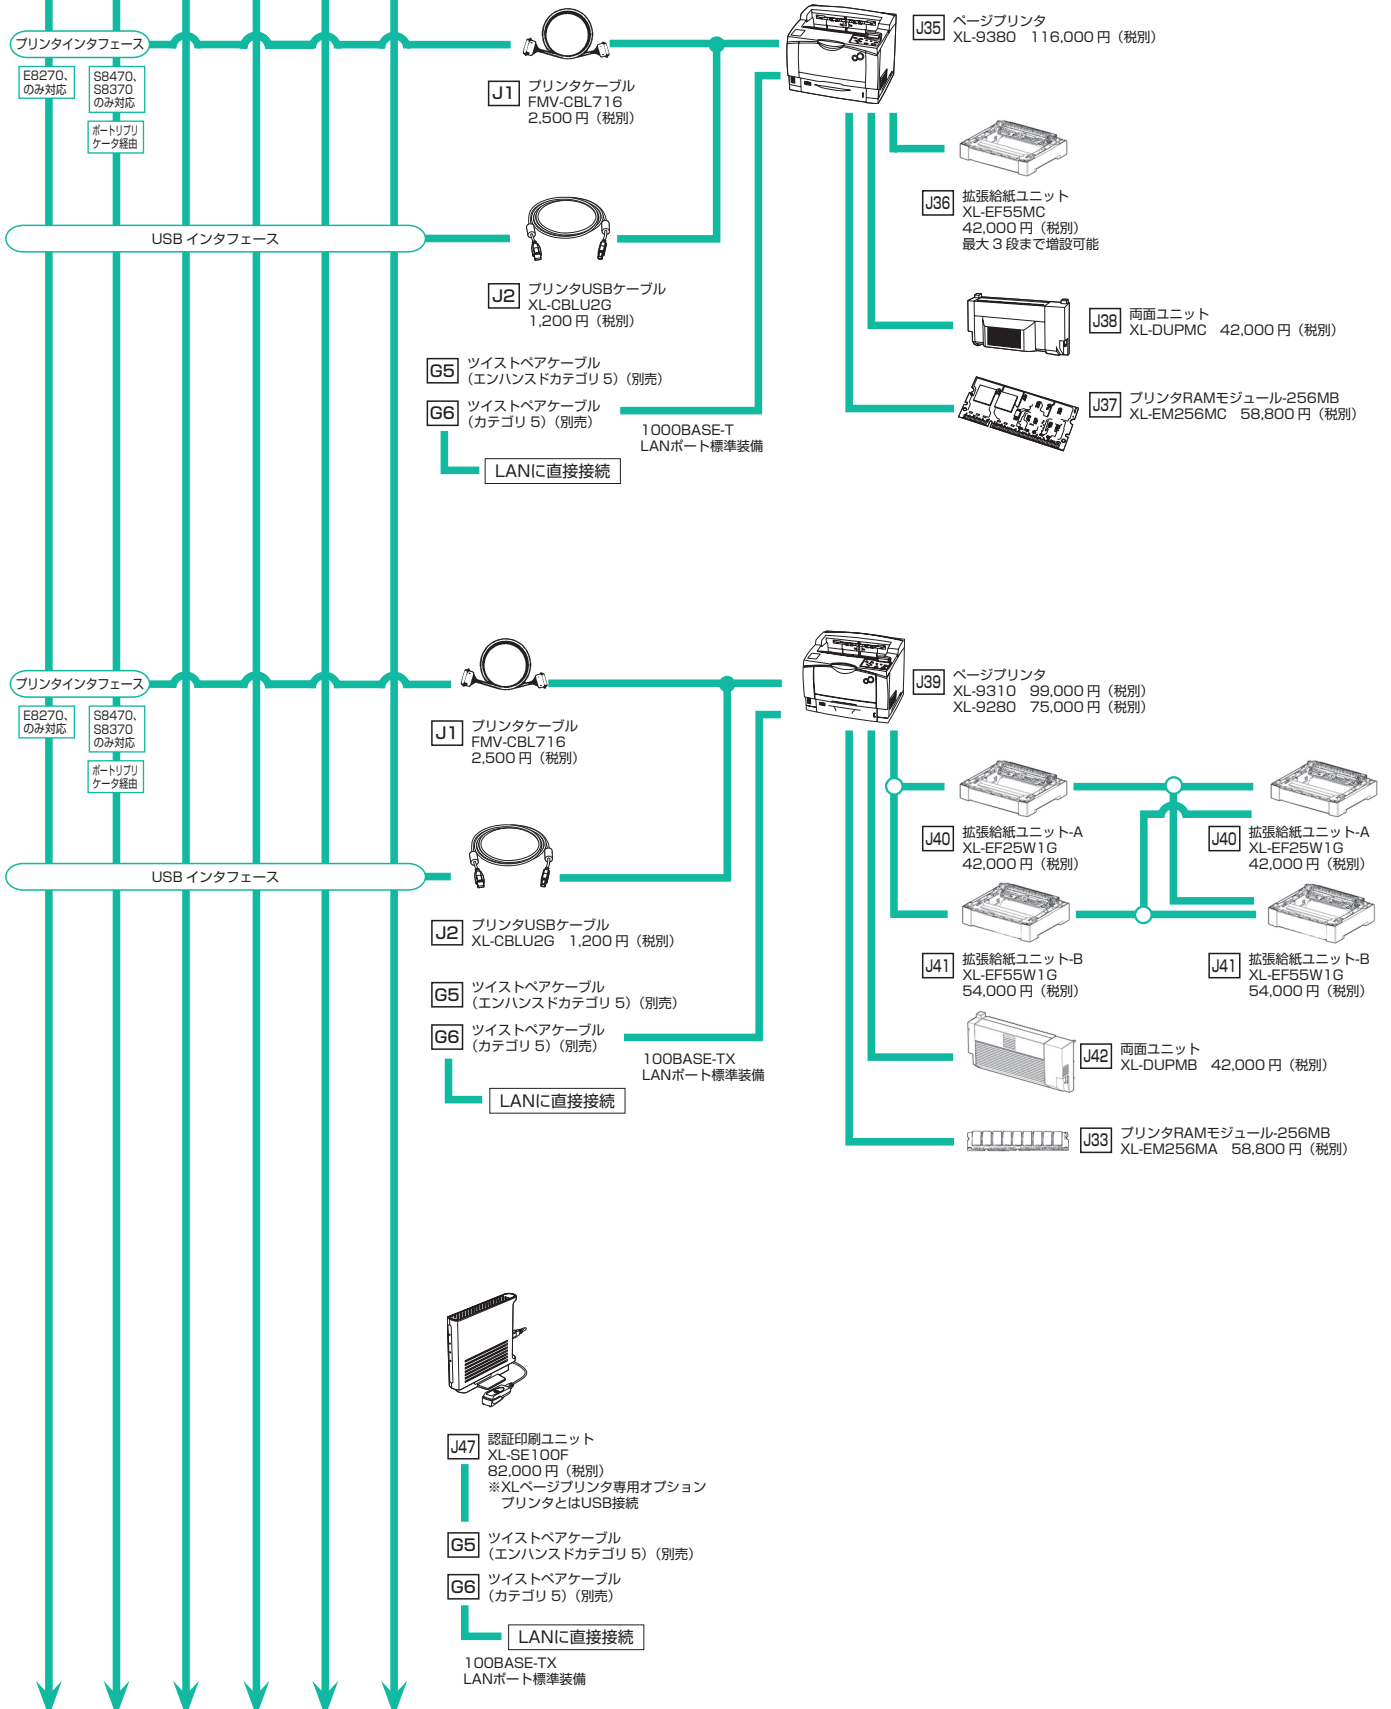 プリンタインタフェース
E8270、
のみ対応
S8470、
S8370
のみ対応
ポートリプリ
ケータ経由
J1 プリンタケーブル
FMV-CBL716
2,500円（税別）
J35 ページプリンタ
XL-9380 116,000円（税別）
J36 拡張給紙ユニット
XL-EF55MC
42,000円（税別）
最大3段まで増設可能
USB インタフェース
J2 プリンタUSBケーブル
XL-CBLU2G
1,200円（税別）
J38 両面ユニット
XL-DUPMC 42,000円（税別）
G5 ツイストペアケーブル
（エンハンスドカテゴリ5）（別売）
J37 プリンタRAMモジュール-256MB
XL-EM256MC 58,800円（税別）
G6 ツイストペアケーブル
（カテゴリ5）（別売）
1000BASE-T
LANポート標準装備
LANに直接接続
プリンタインタフェース
E8270、
のみ対応
S8470、
S8370
のみ対応
ポートリプリ
ケータ経由
J1 プリンタケーブル
FMV-CBL716
2,500円（税別）
J39 ページプリンタ
XL-9310 99,000円（税別）
XL-9280 75,000円（税別）
J40 拡張給紙ユニット-A
XL-EF25W1G
42,000円（税別）
J40 拡張給紙ユニット-A
XL-EF25W1G
42,000円（税別）
USB インタフェース
J2 プリンタUSBケーブル
XL-CBLU2G 1,200円（税別）
J41 拡張給紙ユニット-B
XL-EF55W1G
54,000円（税別）
J41 拡張給紙ユニット-B
XL-EF55W1G
54,000円（税別）
G5 ツイストペアケーブル
（エンハンスドカテゴリ5）（別売）
G6 ツイストペアケーブル
（カテゴリ5）（別売）
100BASE-TX
LANポート標準装備
LANに直接接続
J42 両面ユニット
XL-DUPMB 42,000円（税別）
J33 プリンタRAMモジュール-256MB
XL-EM256MA 58,800円（税別）
J47 認証印刷ユニット
XL-SE100F
82,000円（税別）
※XLページプリンタ専用オプション
プリンタとはUSB接続
G5 ツイストペアケーブル
（エンハンスドカテゴリ5）（別売）
G6 ツイストペアケーブル
（カテゴリ5）（別売）
LANに直接接続
100BASE-TX
LANポート標準装備